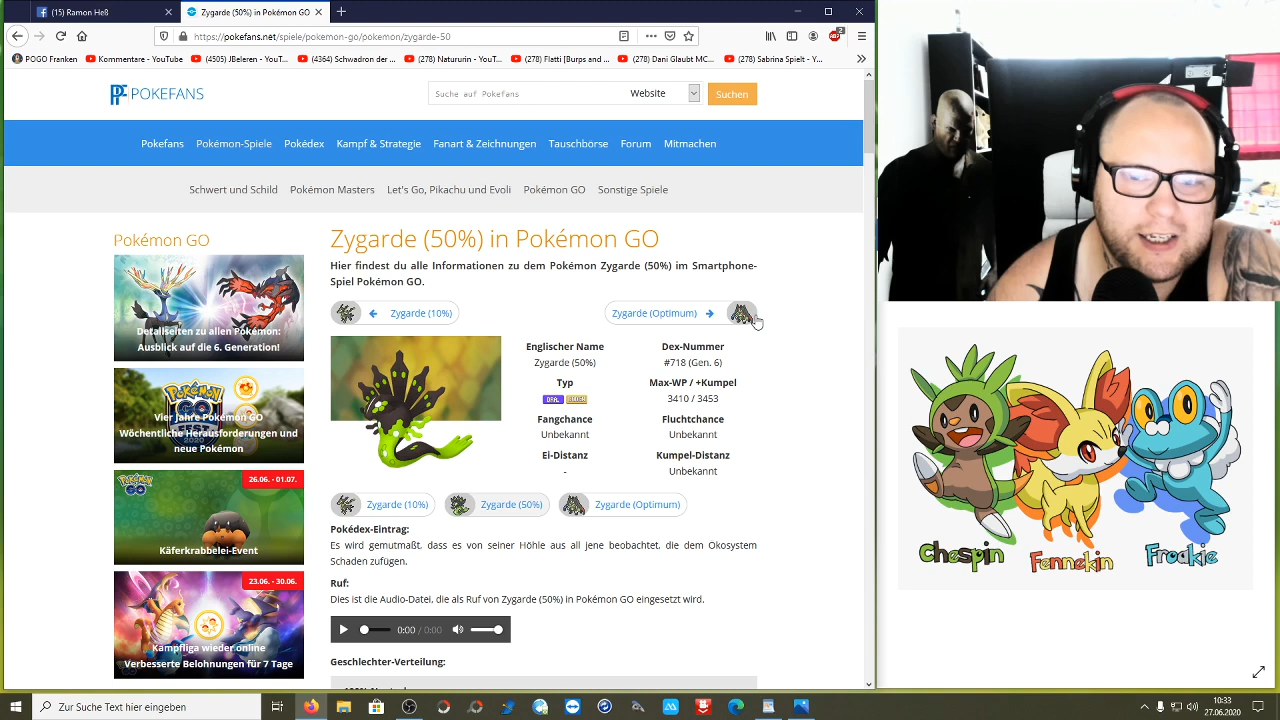 (15) Ramon Heß
Zygarde (50%) in Pokémon GO
https://pokefans.net/spiele/pokemon-go/pokemon/zygarde-50
POGO Franken
Kommentare - YouTube
(4505) JBeleren - YouT...
(4364) Schwadron der ...
(278) Natururin - YouT...
(278) Flatti [Burps and ...
(278) Dani Glaubt MC...
(278) Sabrina Spielt - Y...
POKEFANS
Suche auf Pokefans
Website
Suchen
Pokefans Pokémon-Spiele Pokédex Kampf & Strategie Fanart & Zeichnungen Tauschbörse Forum Mitmachen
Schwert und Schild Pokémon Masters Let's Go, Pikachu und Evoli Pokémon GO Sonstige Spiele
Pokémon GO
Detailseiten zu allen Pokémon:
Ausblick auf die 6. Generation!
Vier Jahre Pokémon GO
Wöchentliche Herausforderungen und
neue Pokémon
26.06. - 01.07.
Käferkrabbelei-Event
23.06. - 30.06.
Kampfliga wieder online
Verbesserte Belohnungen für 7 Tage
Zygarde (50%) in Pokémon GO
Hier findest du alle Informationen zu dem Pokémon Zygarde (50%) im Smartphone-
Spiel Pokémon GO.
Zygarde (10%)
Zygarde (Optimum)
Englischer Name
Zygarde (50%)
Dex-Nummer
#718 (Gen. 6)
Typ
Max-WP / +Kumpel
3410 / 3453
Fangchance
Unbekannt
Fluchtchance
Unbekannt
Ei-Distanz
-
Kumpel-Distanz
Unbekannt
Zygarde (10%)
Zygarde (50%)
Zygarde (Optimum)
Pokédex-Eintrag:
Es wird gemutmaßt, dass es von seiner Höhle aus all jene beobachtet, die dem Ökosystem
Schaden zufügen.
Ruf:
Dies ist die Audio-Datei, die als Ruf von Zygarde (50%) in Pokémon GO eingesetzt wird.
0:00 / 0:00
Geschlechter-Verteilung:
Chespin
Fennekin
Froakie
Zur Suche Text hier eingeben
10:33
27.06.2020